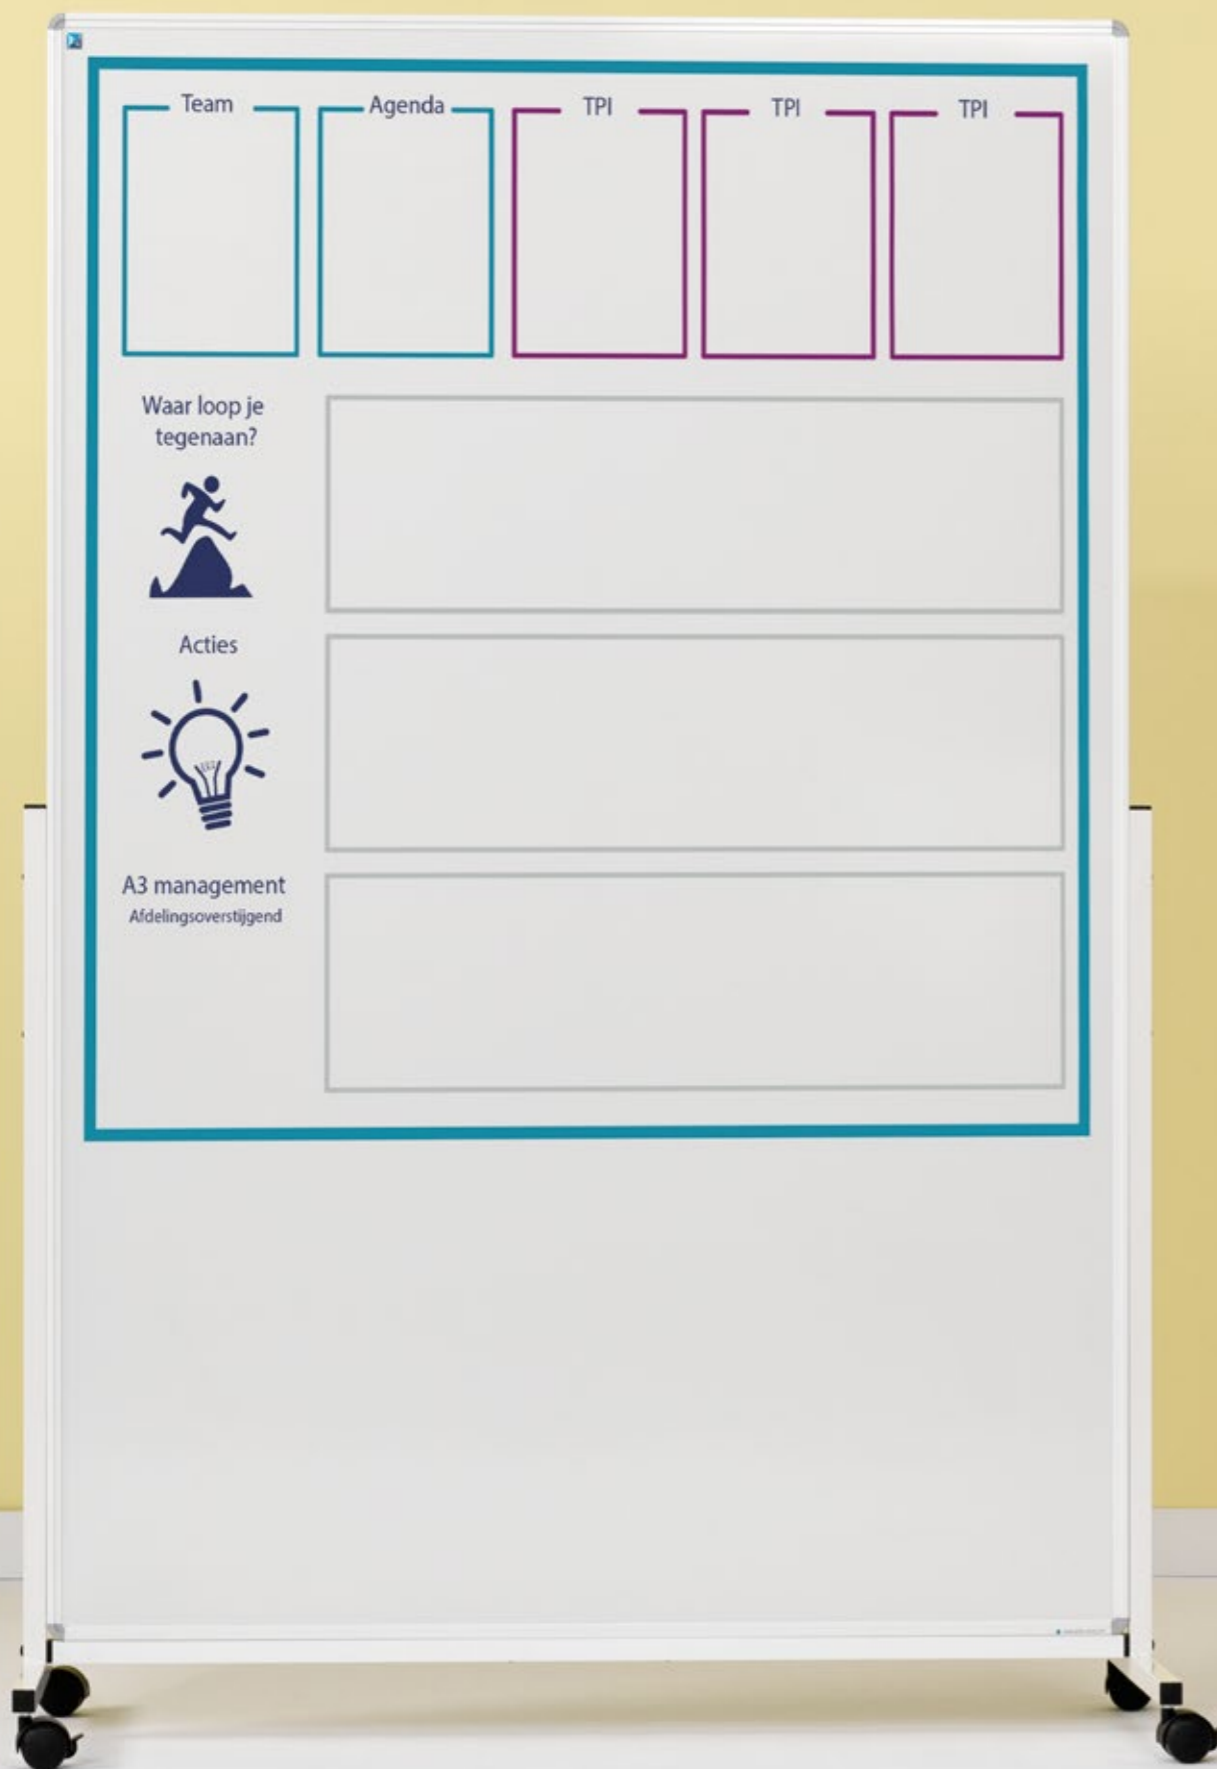 Team
Agenda
TPI
TPI
TPI
Waar loop je
tegenaan?
Acties
A3 management
Afdelingsoverstijgend